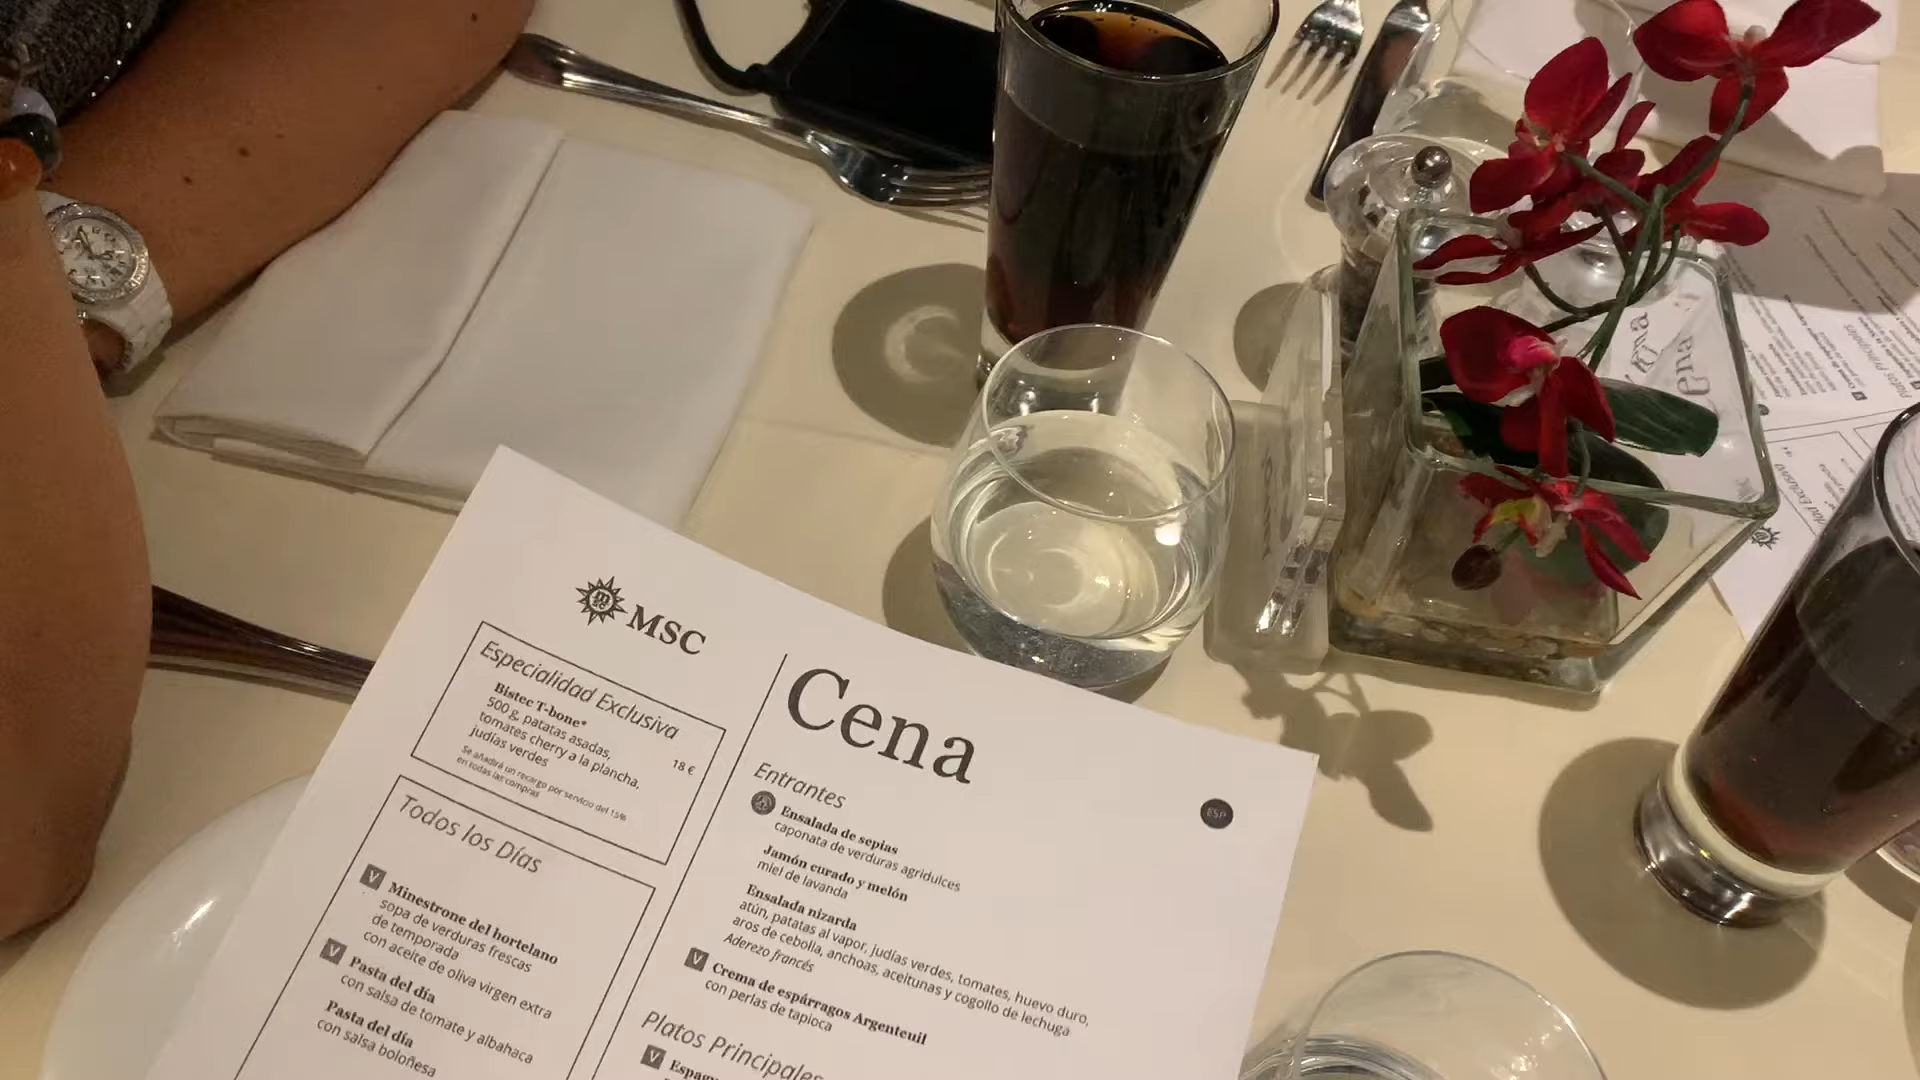 MSC
Especialidad Exclusiva
Bistec T-bone*
500 g, patatas asadas,
tomates cherry a la plancha,
judías verdes
18 €
Se añadirá un recargo por servicio del 15%
en todas las compras
Todos los Días
V Minestrone del hortelano
sopa de verduras frescas
de temporada
con aceite de oliva virgen extra
V Pasta del día
con salsa de tomate y albahaca
Pasta del día
con salsa boloñesa
Cena
ESP
Entrantes
Ensalada de sepias
caponata de verduras agridulces
Jamón curado y melón
miel de lavanda
Ensalada nizarda
atún, patatas al vapor, judías verdes, tomates, huevo duro,
aros de cebolla, anchoas, aceitunas y cogollo de lechuga
Aderezo francés
V Crema de espárragos Argenteuil
con perlas de tapioca
Platos Principales
V
Cena